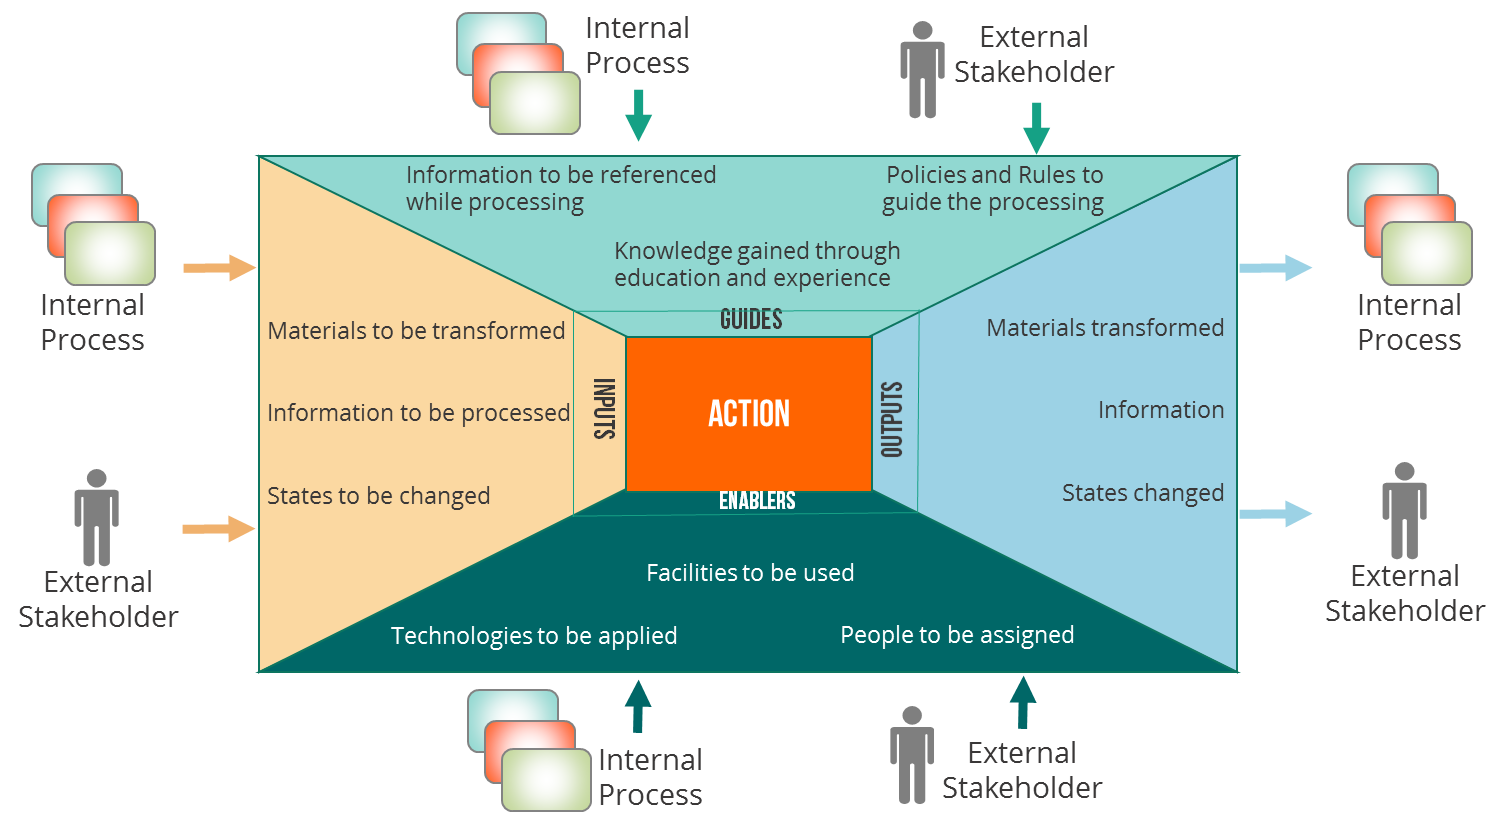 Internal
Process
External
Stakeholder
Information to be referenced
while processing
Policies and Rules to
guide the processing
Knowledge gained through
education and experience
GUIDES
Internal
Process
External
Stakeholder
Materials to be transformed
Information to be processed
States to be changed
INPUTS
ACTION
OUTPUTS
Materials transformed
Information
States changed
Internal
Process
External
Stakeholder
ENABLERS
Facilities to be used
Technologies to be applied
People to be assigned
Internal
Process
External
Stakeholder